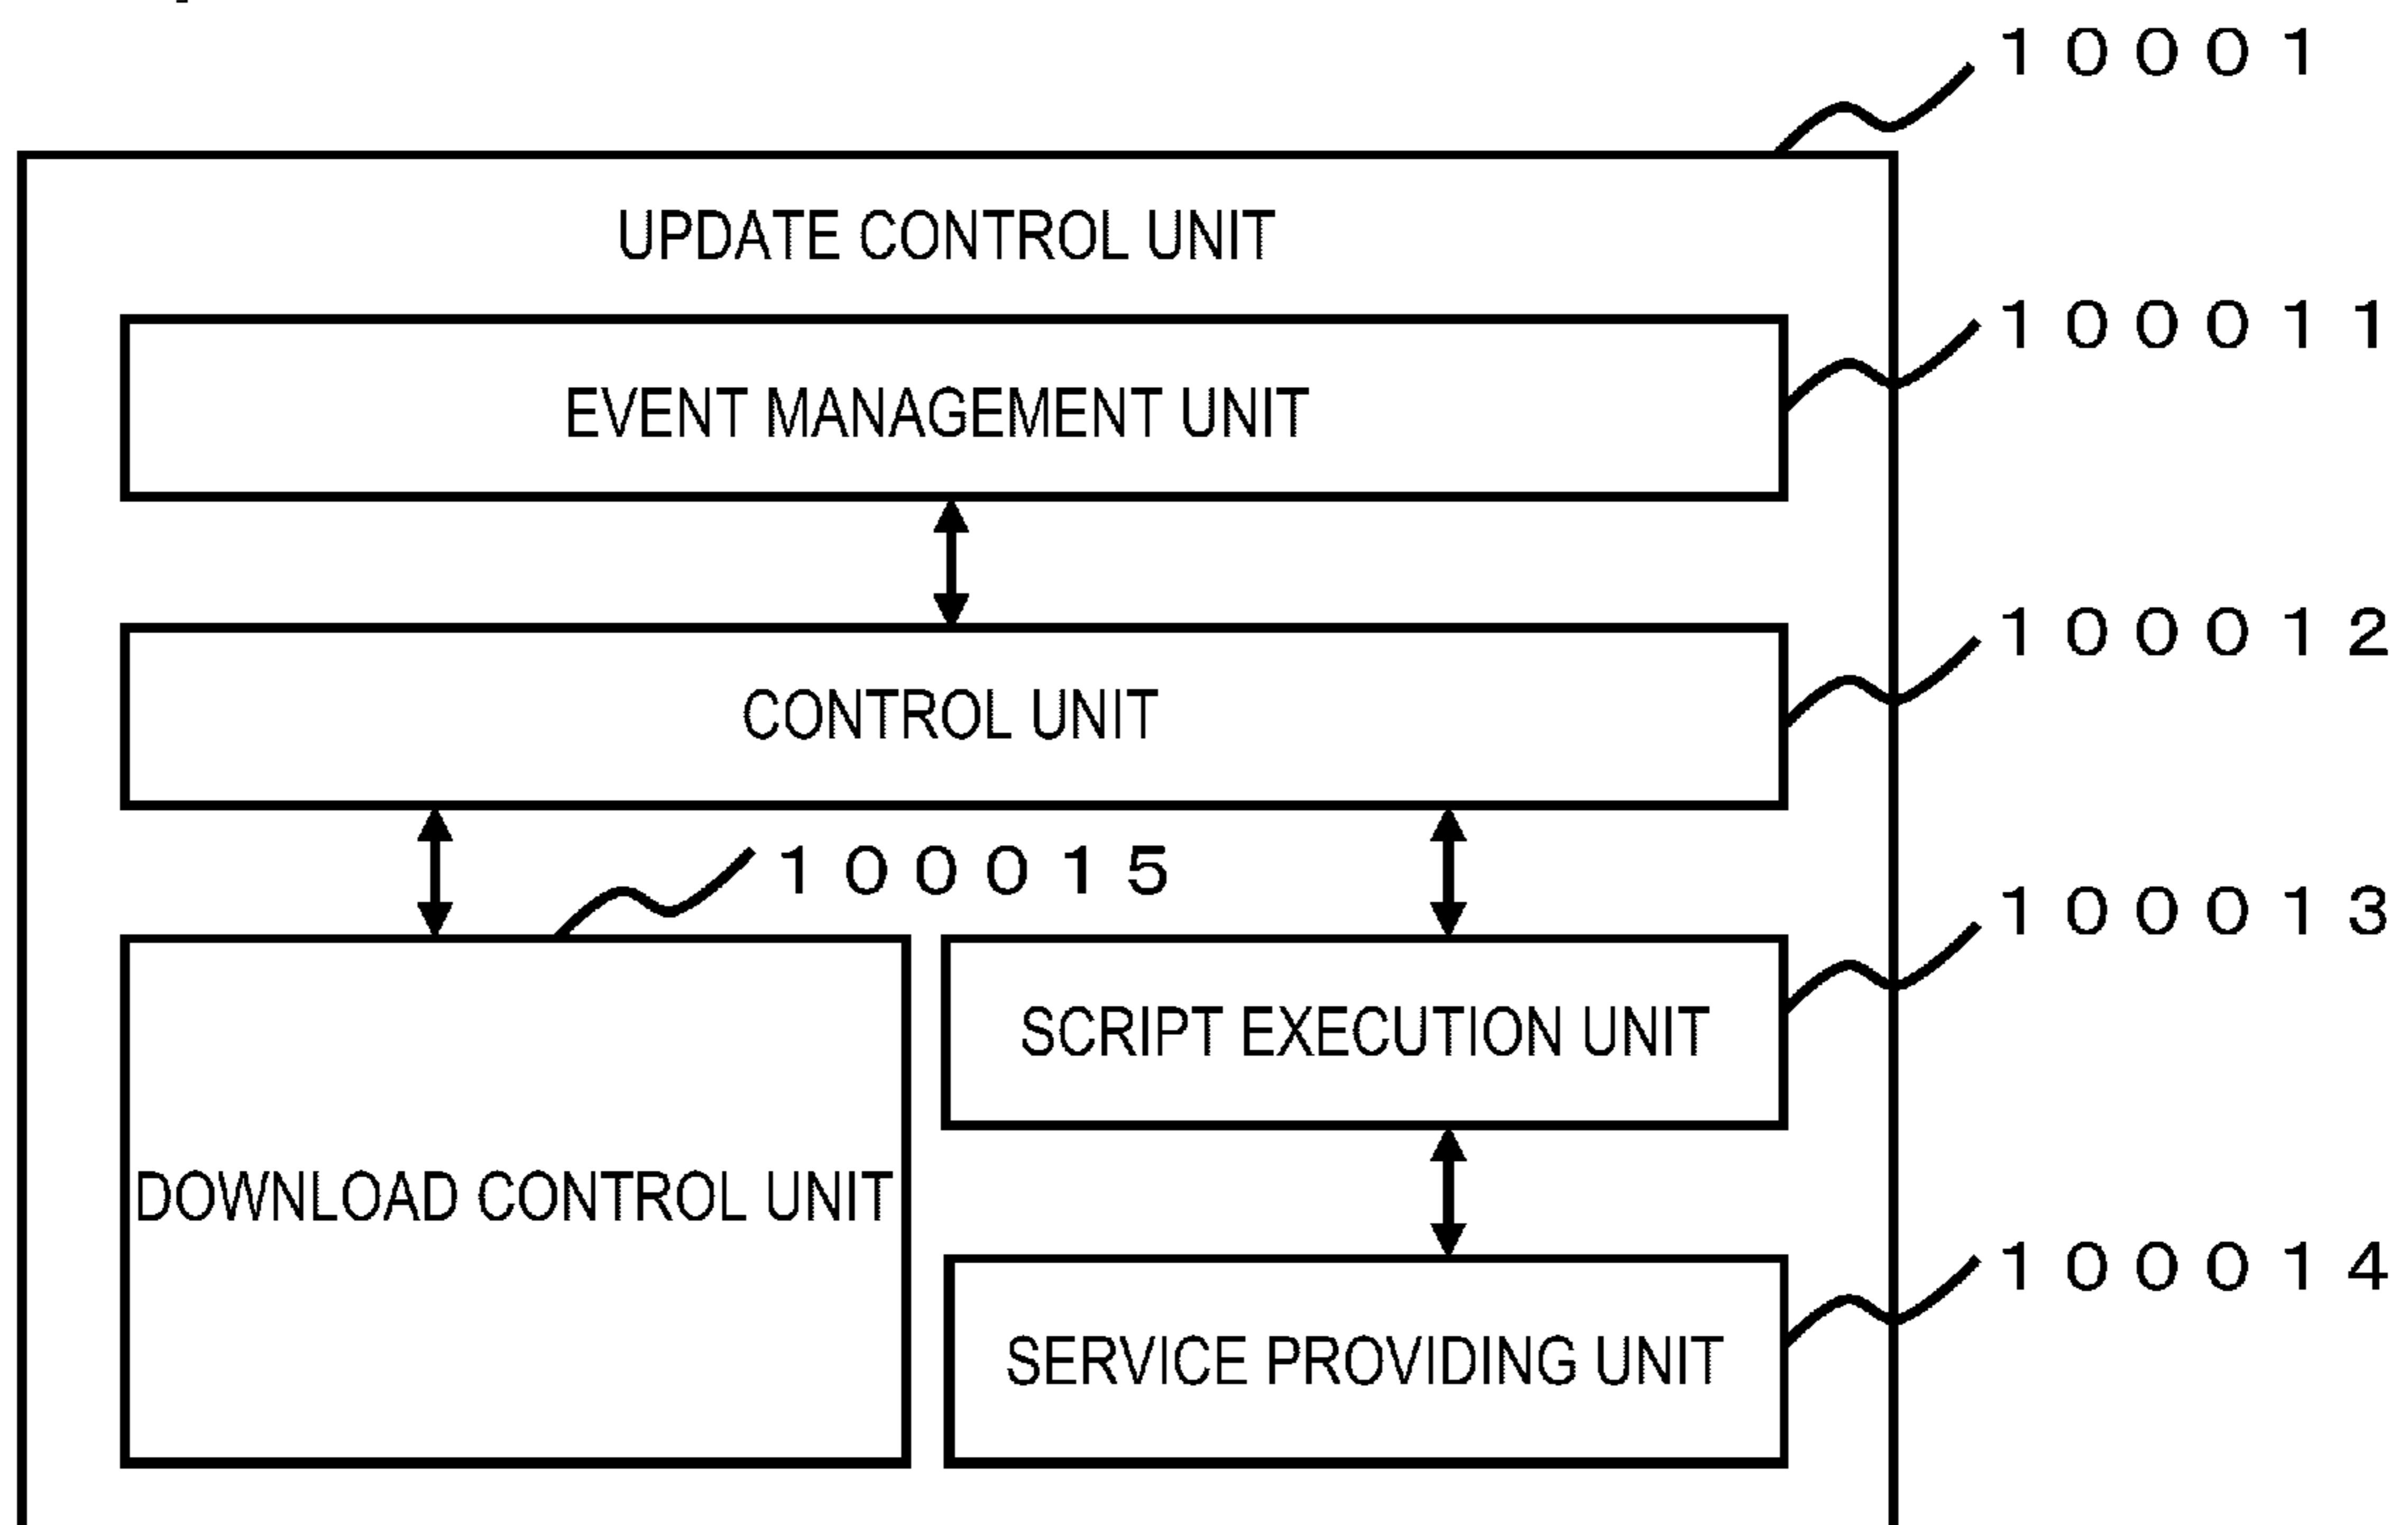 10001
UPDATE CONTROL UNIT
100011
EVENT MANAGEMENT UNIT
100012
CONTROL UNIT
100015
100013
SCRIPT EXECUTION UNIT
DOWNLOAD CONTROL UNIT
100014
SERVICE PROVIDING UNIT